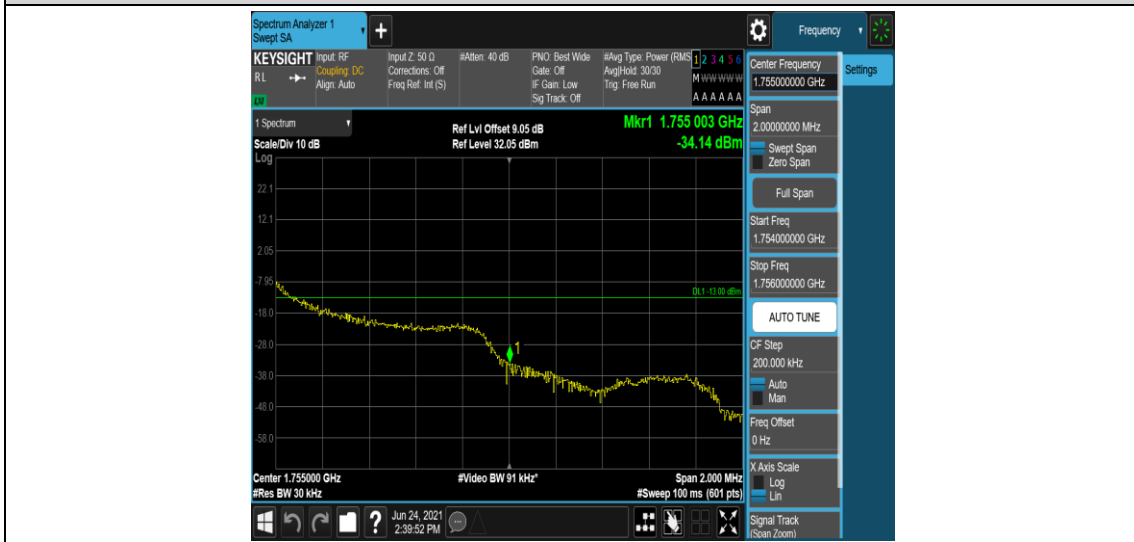 Spectrum Analyzer 1
Swept SA
+
Frequency
KEYSIGHT
RL
LXI
Input: RF
Coupling: DC
Align: Auto
Input Z: 50 Ω
Corrections: Off
Freq Ref: Int (S)
#Atten: 40 dB
PNO: Best Wide
Gate: Off
IF Gain: Low
Sig Track: Off
#Avg Type: Power (RMS
Avg|Hold: 30/30
Trig: Free Run
1 2 3 4 5 6
M W W W W W
A A A A A A
Center Frequency
1.755000000 GHz
Settings
1 Spectrum
Scale/Div 10 dB
Ref Lvl Offset 9.05 dB
Ref Level 32.05 dBm
Mkr1 1.755 003 GHz
-34.14 dBm
Log
22.1
12.1
2.05
-7.95
-18.0
-28.0
-38.0
-48.0
-58.0
DL1 -13.00 dBm
1
Span
2.00000000 MHz
Swept Span
Zero Span
Full Span
Start Freq
1.754000000 GHz
Stop Freq
1.756000000 GHz
AUTO TUNE
CF Step
200.000 kHz
Auto
Man
Freq Offset
0 Hz
X Axis Scale
Log
Lin
Signal Track
(Span Zoom)
Center 1.755000 GHz
#Res BW 30 kHz
#Video BW 91 kHz*
Span 2.000 MHz
#Sweep 100 ms (601 pts)
?
Jun 24, 2021
2:39:52 PM